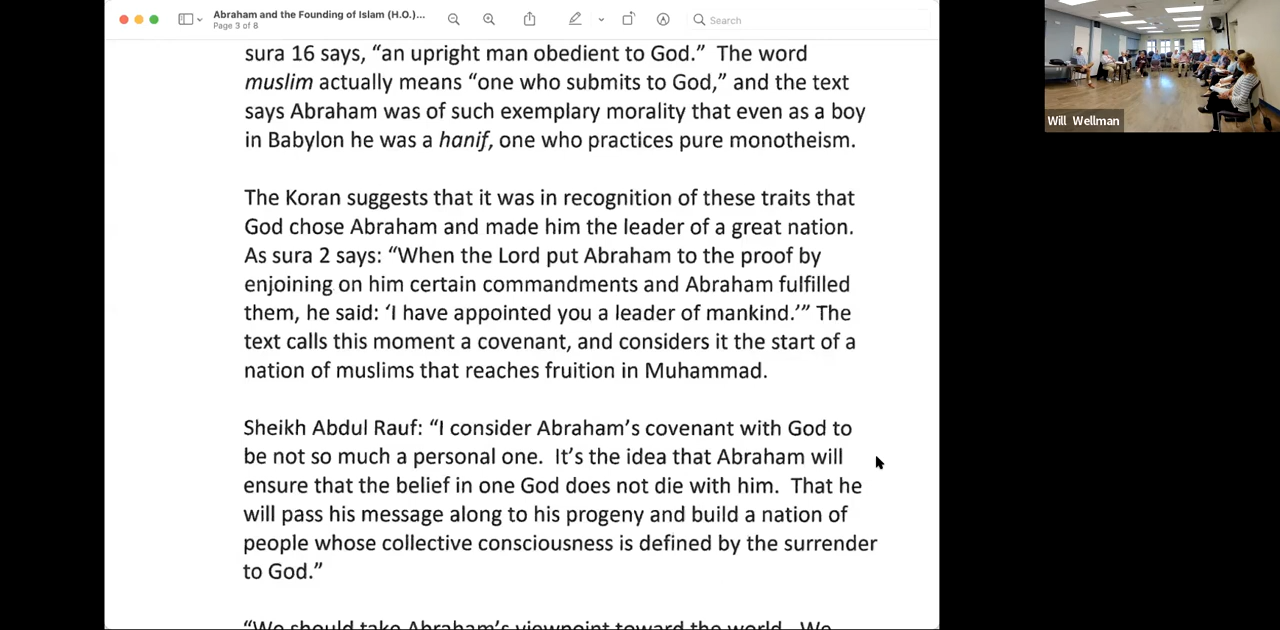 Abraham and the Founding of Islam (H.O.)...
Page 3 of 8
Search
sura 16 says, “an upright man obedient to God.”  The word
muslim actually means “one who submits to God,” and the text
says Abraham was of such exemplary morality that even as a boy
in Babylon he was a hanif, one who practices pure monotheism.
The Koran suggests that it was in recognition of these traits that
God chose Abraham and made him the leader of a great nation.
As sura 2 says: “When the Lord put Abraham to the proof by
enjoining on him certain commandments and Abraham fulfilled
them, he said: ‘I have appointed you a leader of mankind.’” The
text calls this moment a covenant, and considers it the start of a
nation of muslims that reaches fruition in Muhammad.
Sheikh Abdul Rauf: “I consider Abraham’s covenant with God to
be not so much a personal one.  It’s the idea that Abraham will
ensure that the belief in one God does not die with him.  That he
will pass his message along to his progeny and build a nation of
people whose collective consciousness is defined by the surrender
to God.”
“We should take Abraham’s viewpoint toward the world.  We
Will Wellman